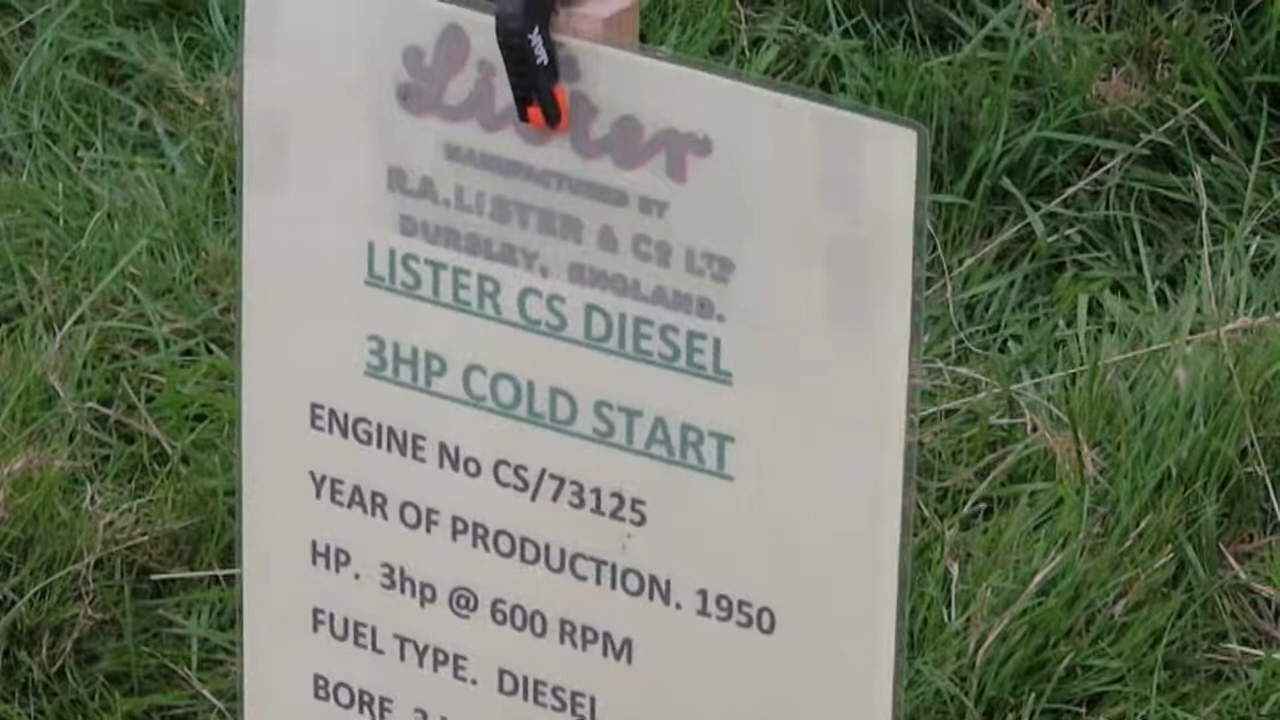 Lister
MANUFACTURED BY
R.A.LISTER & Co LTD
DURSLEY, ENGLAND.
LISTER CS DIESEL
3HP COLD START
ENGINE No CS/73125
YEAR OF PRODUCTION. 1950
HP. 3hp @ 600 RPM
FUEL TYPE. DIESEL
BORE